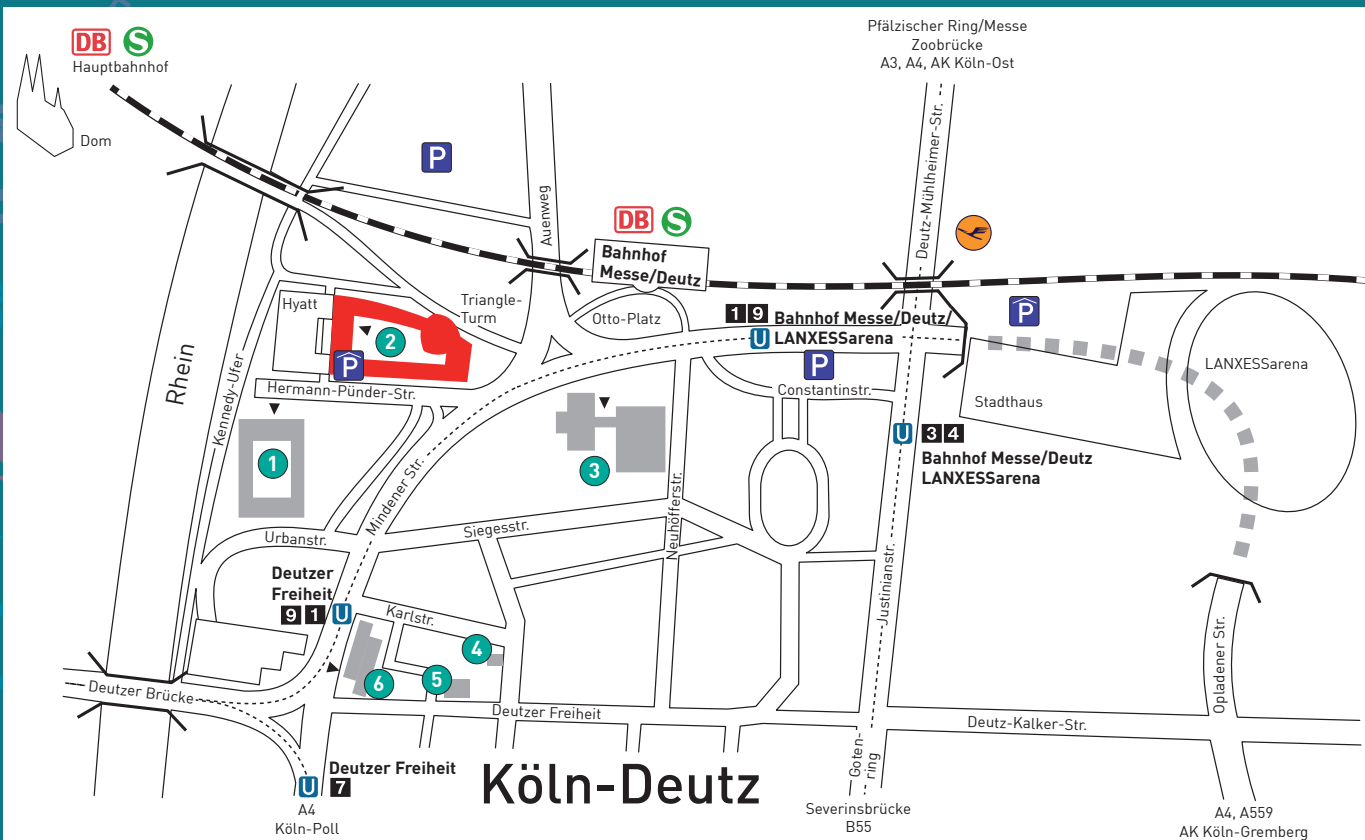 DB S
Hauptbahnhof
Dom
Pfälzischer Ring/Messe
Zoobrücke
A3, A4, AK Köln-Ost
P
Auenweg
Deutz-Mühlheimer-Str.
DB S
Bahnhof
Messe/Deutz
Hyatt
Triangle-
Turm
Otto-Platz
1 9 Bahnhof Messe/Deutz/
U LANXESSarena
P
P
2
P
Hermann-Pünder-Str.
Rhein
Kennedy-Ufer
Constantinstr.
LANXESSarena
Stadthaus
U 3 4
Bahnhof Messe/Deutz
LANXESSarena
1
3
Mindener Str.
Neuhöfferstr.
Siegesstr.
Urbanstr.
Justinianstr.
Deutzer
Freiheit
9 1 U
Karlstr.
4
5
6
Opladener Str.
Deutzer Brücke
Deutzer Freiheit
Deutz-Kalker-Str.
Goten-
ring
Deutzer Freiheit
U 7
Köln-Deutz
A4
Köln-Poll
Severinsbrücke
B55
A4, A559
AK Köln-Gremberg